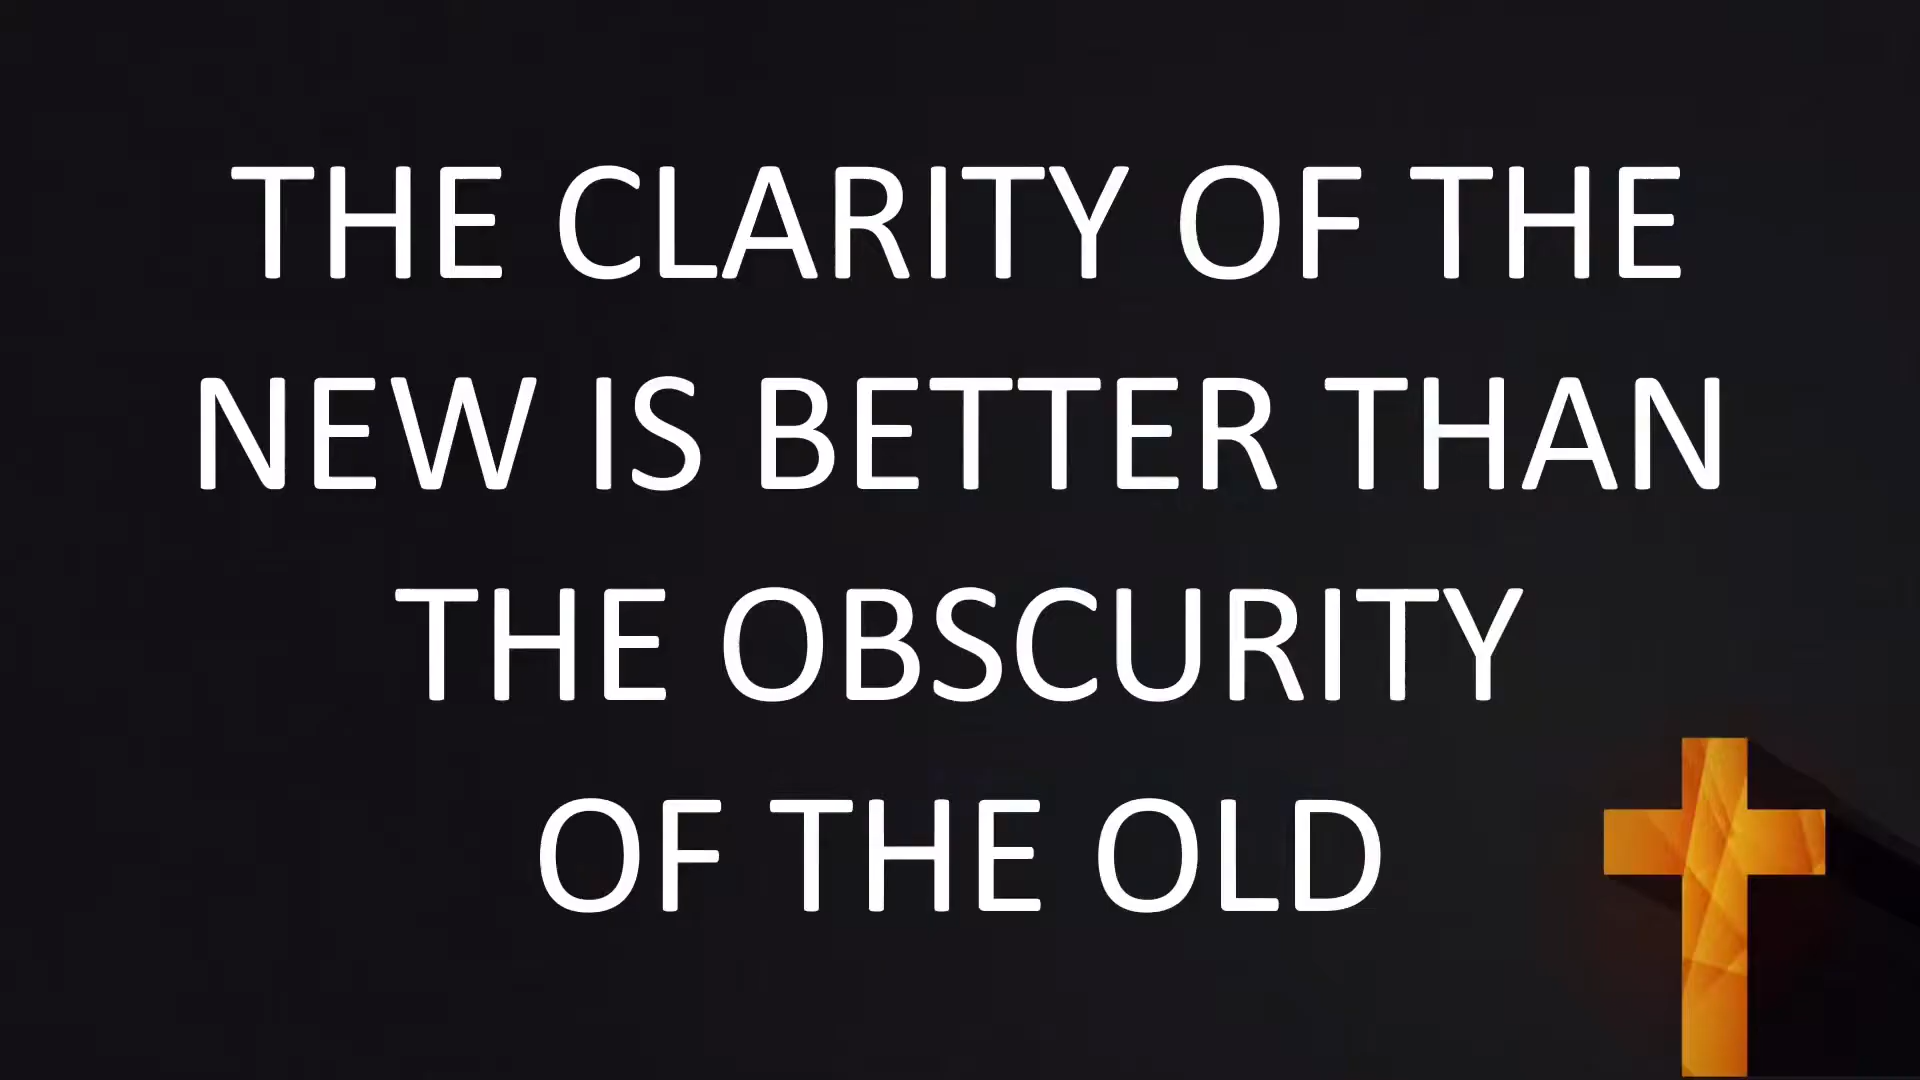 THE CLARITY OF THE
NEW IS BETTER THAN
THE OBSCURITY
OF THE OLD